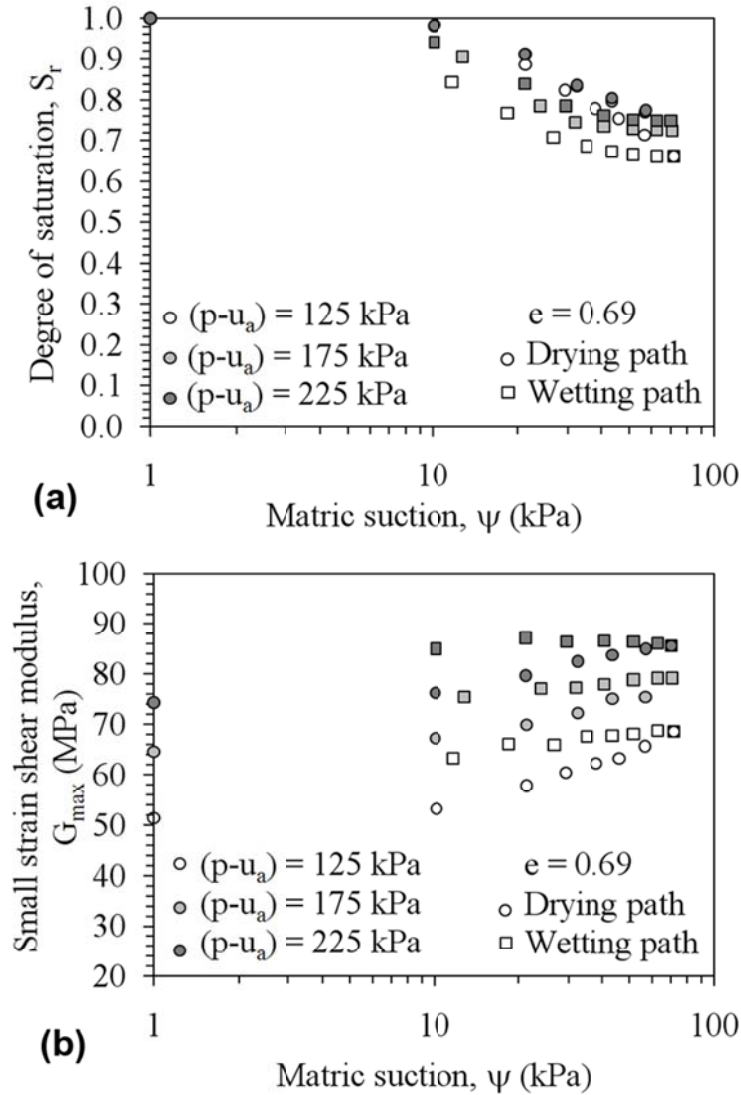 1.0
0.9
0.8
0.7
0.6
0.5
0.4
0.3
0.2
0.1
0.0
Degree of saturation, Sᵣ
(p-uₐ) = 125 kPa
e = 0.69
(p-uₐ) = 175 kPa
Drying path
(p-uₐ) = 225 kPa
Wetting path
1
10
100
(a)
Matric suction, ψ (kPa)
100
90
80
70
60
50
40
30
20
Small strain shear modulus,
Gₘₐₓ (MPa)
(p-uₐ) = 125 kPa
e = 0.69
(p-uₐ) = 175 kPa
Drying path
(p-uₐ) = 225 kPa
Wetting path
1
10
100
(b)
Matric suction, ψ (kPa)